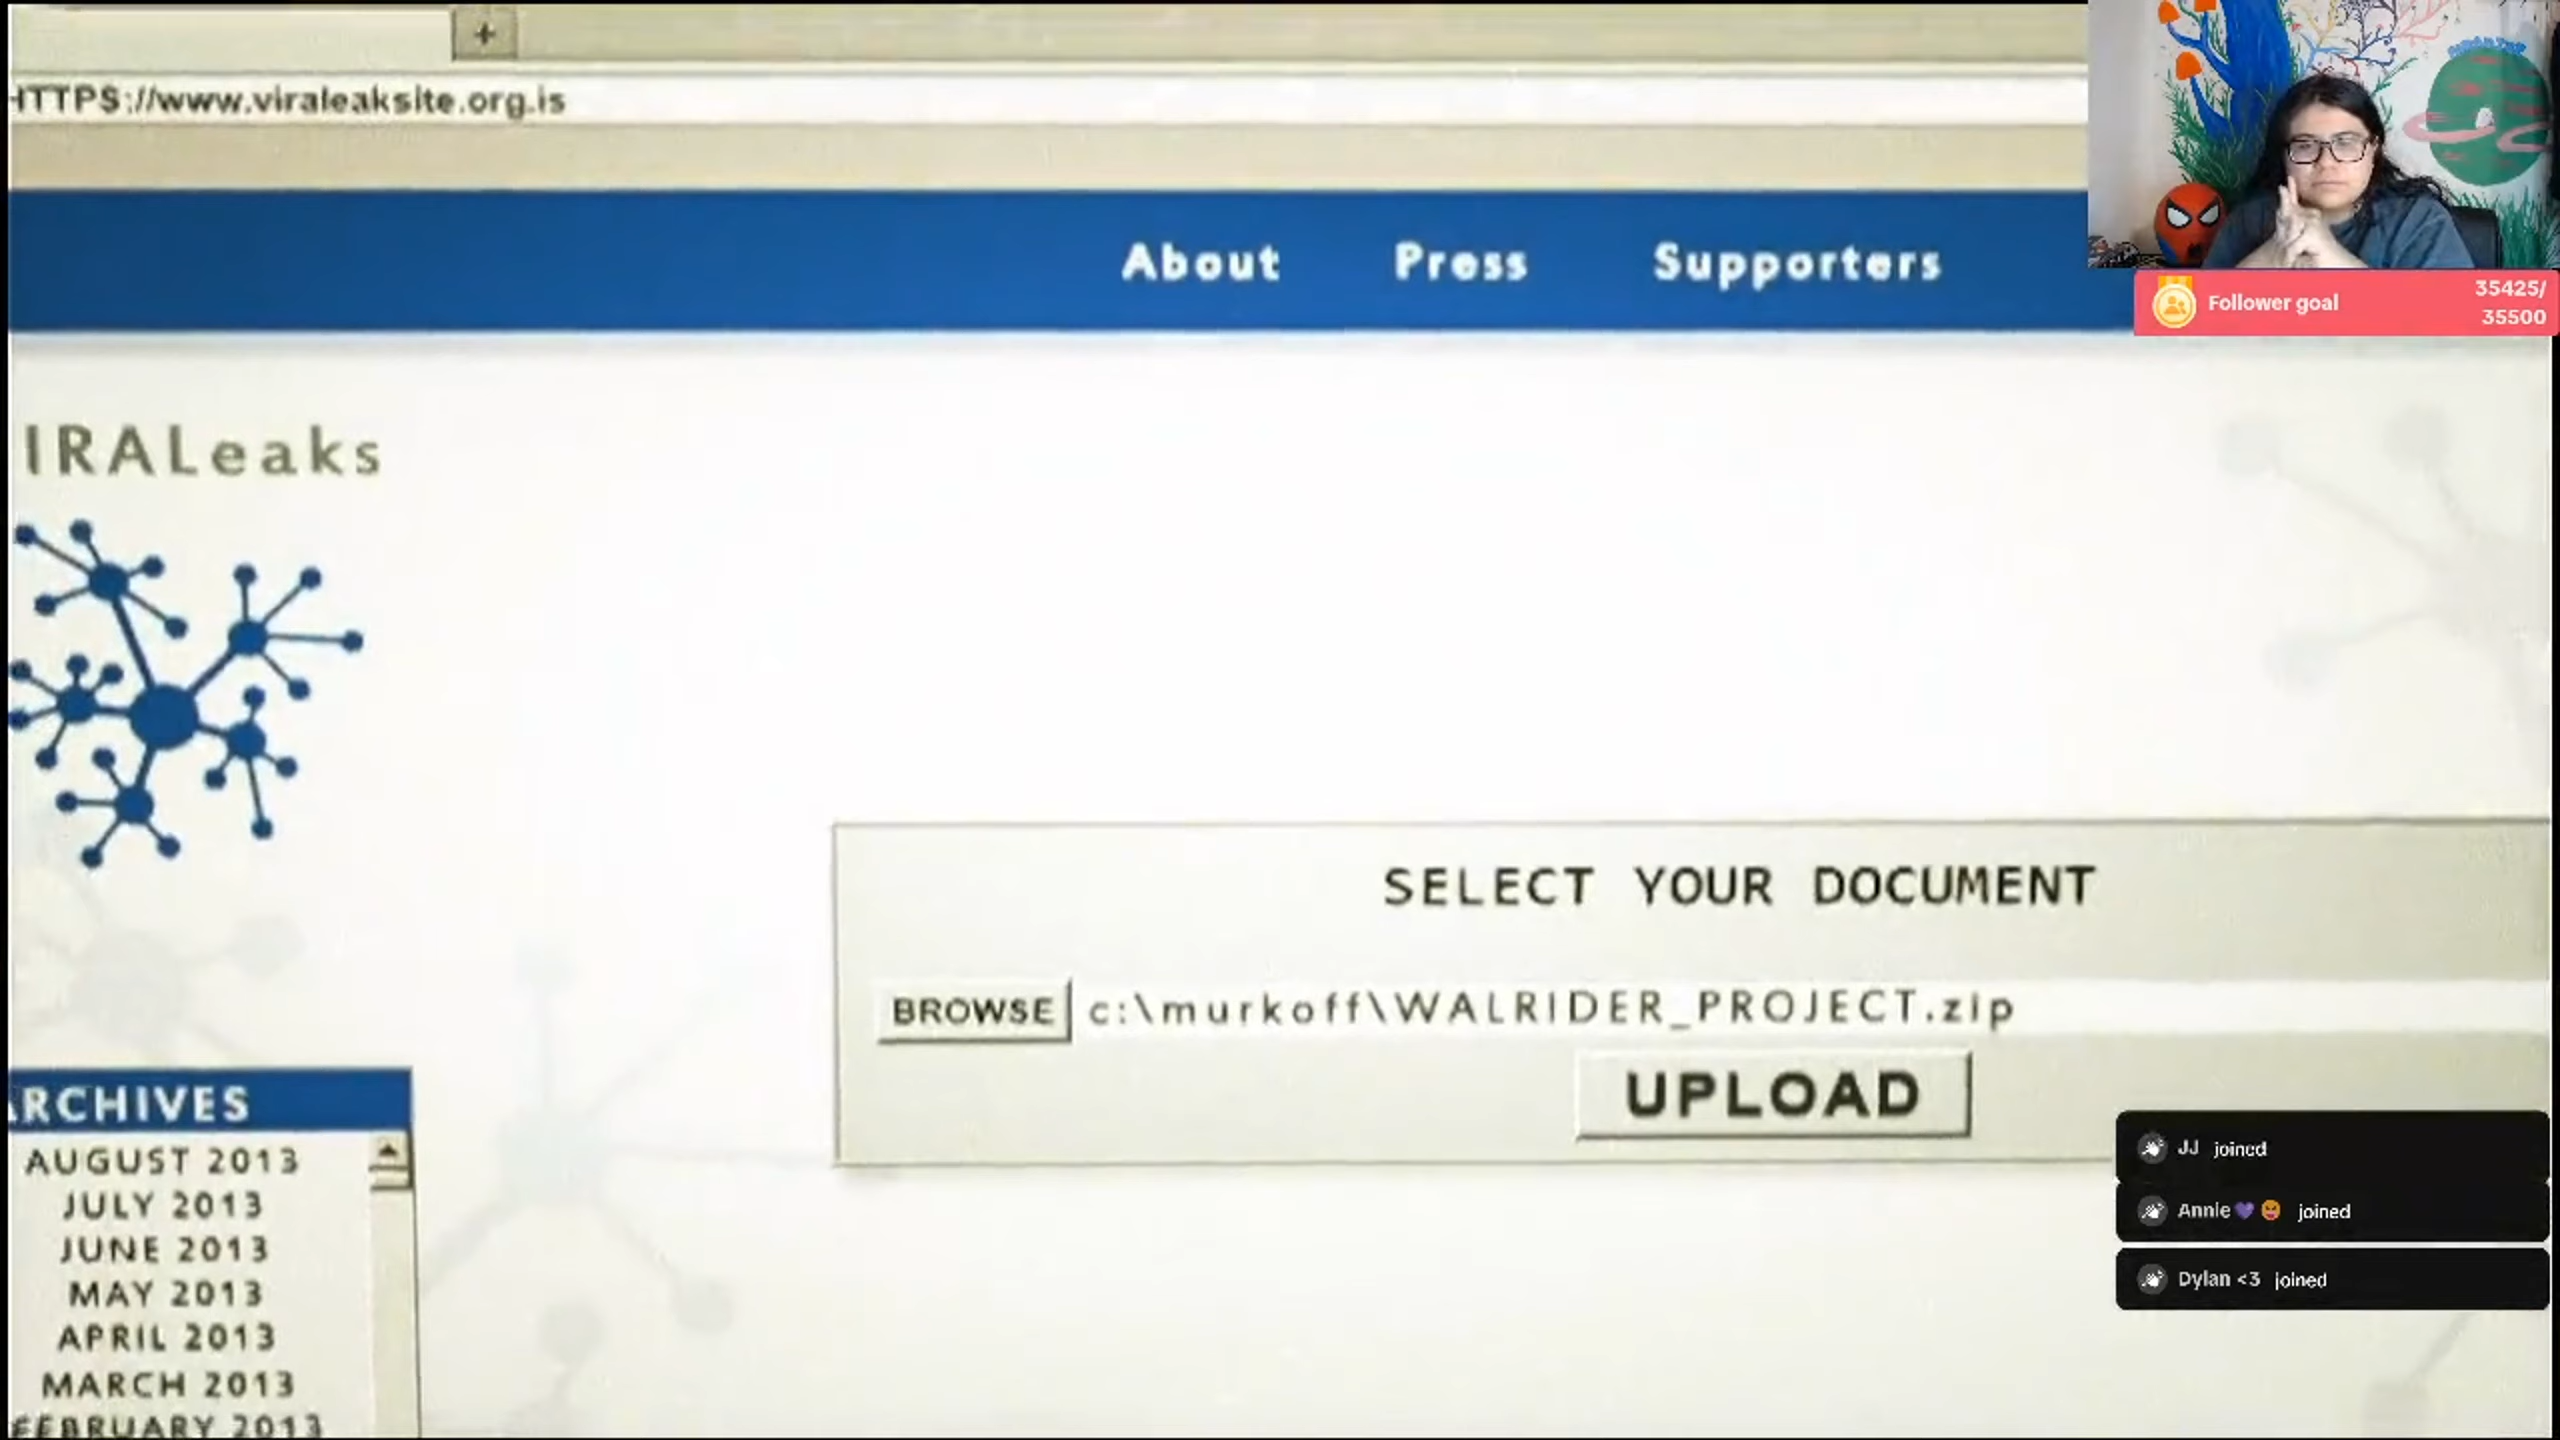 +
HTTPS://www.viraleaksite.org.is
About Press Supporters
Follower goal 35425/
35500
IRALeaks
SELECT YOUR DOCUMENT
BROWSE c:\murkoff\WALRIDER_PROJECT.zip
UPLOAD
ARCHIVES
AUGUST 2013
JULY 2013
JUNE 2013
MAY 2013
APRIL 2013
MARCH 2013
FEBRUARY 2013
JJ joined
Annie💜😝 joined
Dylan <3 joined